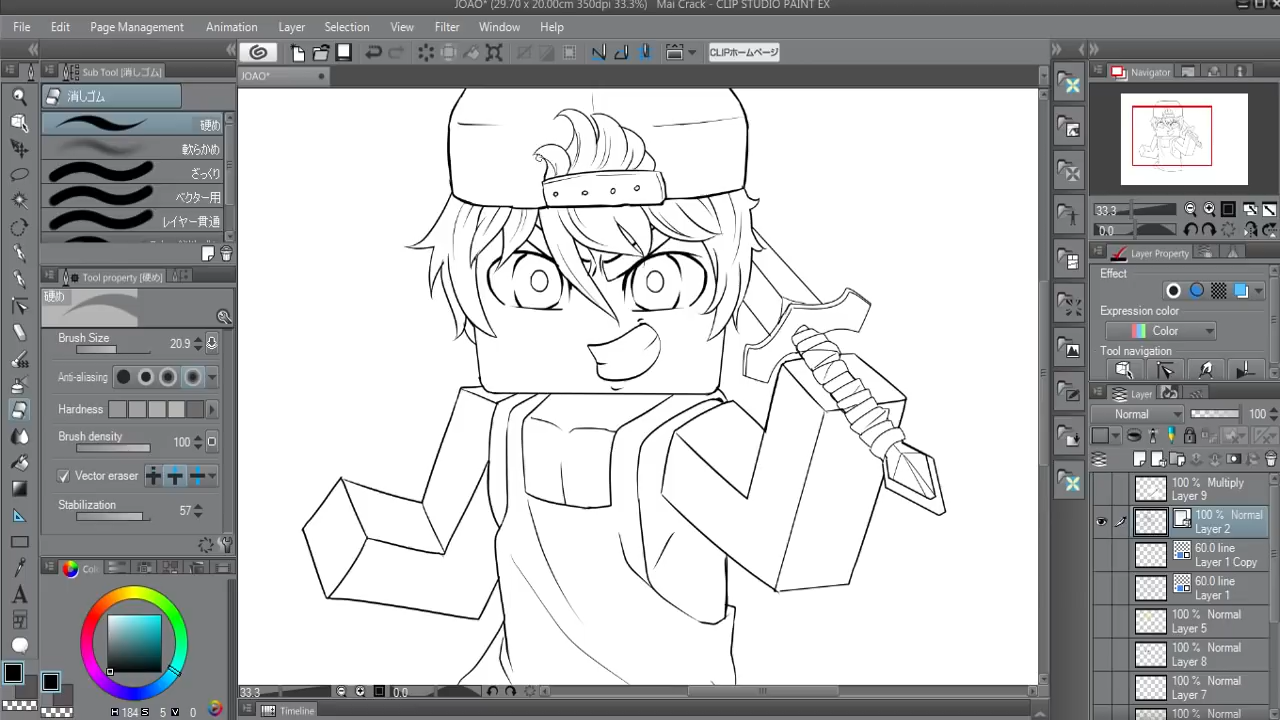 JOAO* (29.70 x 20.00cm 350dpi 33.3%) Mai Crack - CLIP STUDIO PAINT EX
File Edit Page Management Animation Layer Selection View Filter Window Help
CLIPホームページ
Sub Tool [消しゴム]
消しゴム
硬め
軟らかめ
ざっくり
ベクター用
レイヤー貫通
Tool property [硬め]
硬め
Brush Size 20.9
Anti-aliasing
Hardness
Brush density 100
Vector eraser
Stabilization 57
H 184 S 5 V 0
JOAO*
33.3 0.0
Timeline
Navigator
33.3
0.0
Layer Property
Effect
Expression color
Color
Tool navigation
Layer
Normal 100
100 % Multiply
Layer 9
100 % Normal
Layer 2
60.0 line
Layer 1 Copy
60.0 line
Layer 1
100 % Normal
Layer 5
100 % Normal
Layer 8
100 % Normal
Layer 7
100 % Normal